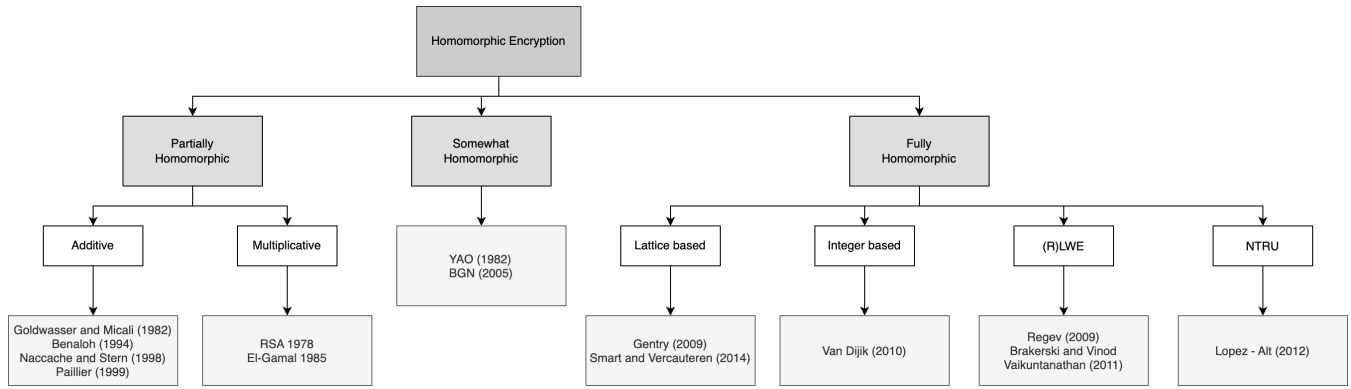 Homomorphic Encryption
Partially
Homomorphic
Somewhat
Homomorphic
Fully
Homomorphic
Additive
Multiplicative
YAO (1982)
BGN (2005)
Lattice based
Integer based
(R)LWE
NTRU
Goldwasser and Micali (1982)
Benaloh (1994)
Naccache and Stern (1998)
Paillier (1999)
RSA 1978
El-Gamal 1985
Gentry (2009)
Smart and Vercauteren (2014)
Van Dijik (2010)
Regev (2009)
Brakerski and Vinod
Vaikuntanathan (2011)
Lopez - Alt (2012)